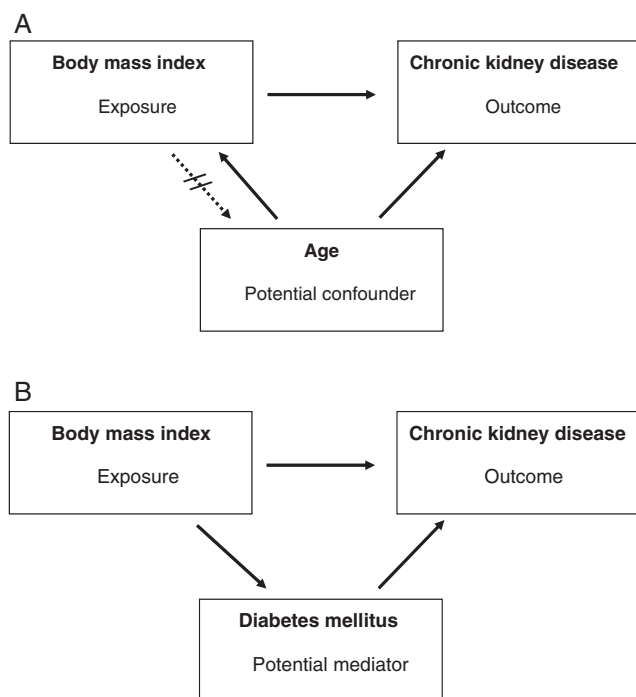 A
Body mass index
Exposure
Chronic kidney disease
Outcome
Age
Potential confounder
B
Body mass index
Exposure
Chronic kidney disease
Outcome
Diabetes mellitus
Potential mediator